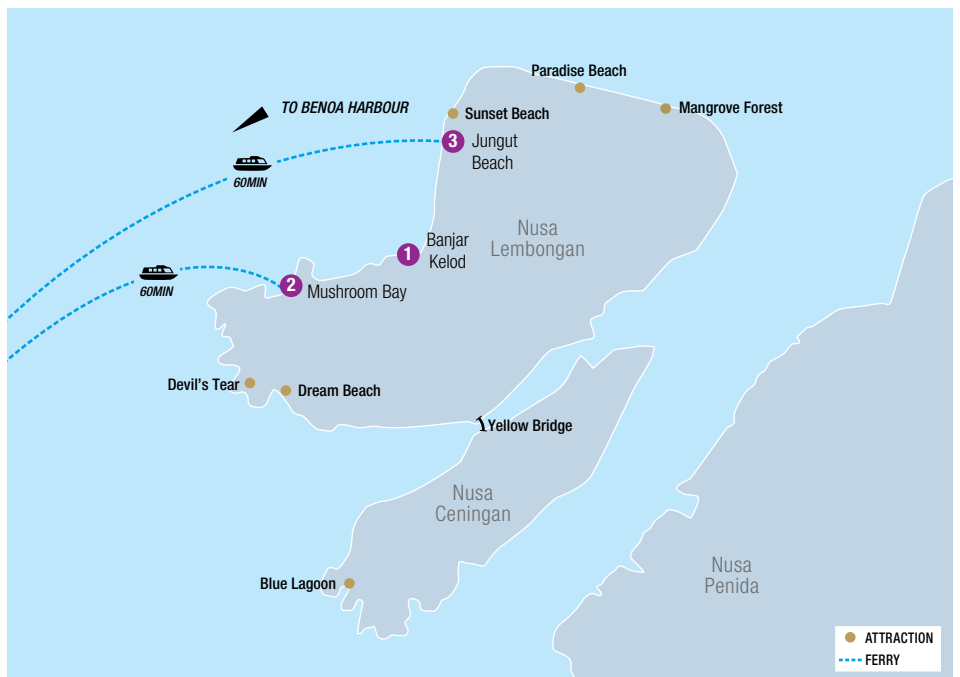 Paradise Beach
Mangrove Forest
TO BENOA HARBOUR
Sunset Beach
3
Jungut
Beach
60MIN
Nusa
Lembongan
1
Banjar
Kelod
60MIN
2
Mushroom Bay
Devil's Tear
Dream Beach
Yellow Bridge
Nusa
Ceningan
Blue Lagoon
Nusa
Penida
ATTRACTION
FERRY